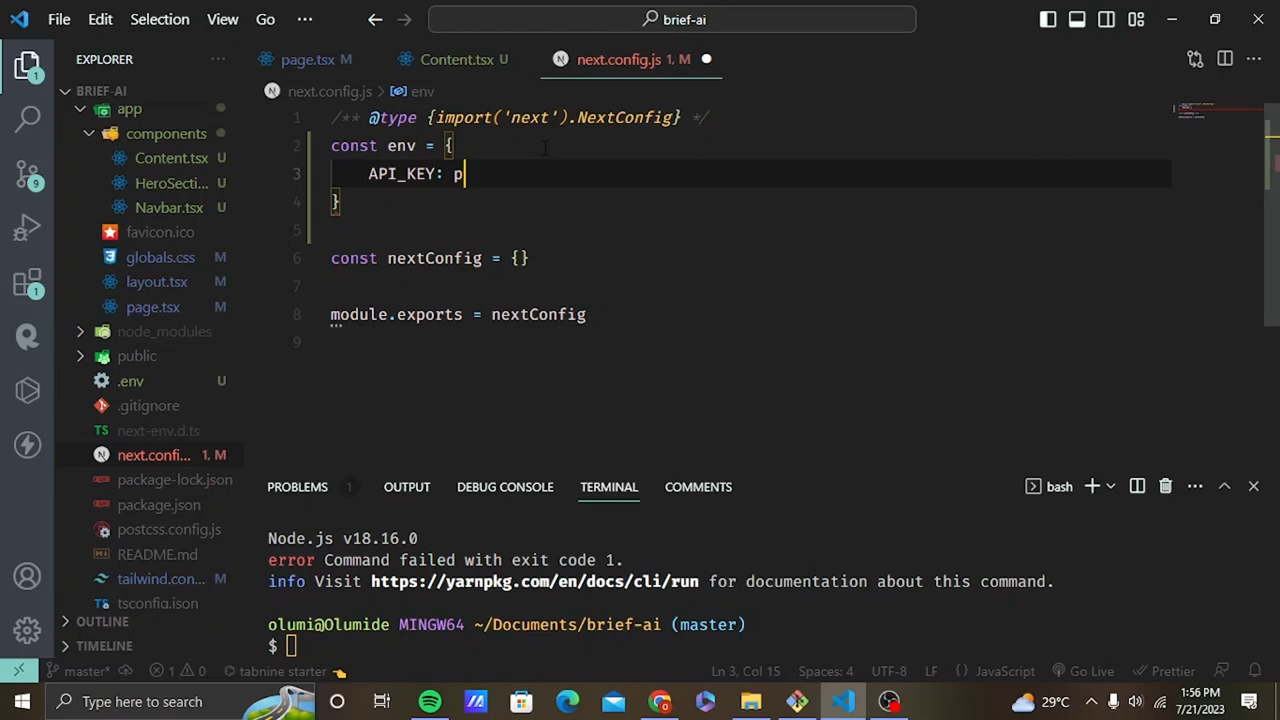 File Edit Selection View Go ··· brief-ai
EXPLORER ···
BRIEF-AI
app
components
Content.tsx U
HeroSecti... U
Navbar.tsx U
favicon.ico
globals.css M
layout.tsx M
page.tsx M
node_modules
public
.env U
.gitignore
next-env.d.ts
next.confi... 1, M
package-lock.json
package.json
postcss.config.js
README.md
tailwind.con... M
tsconfig.json
OUTLINE
TIMELINE
1
9
1
page.tsx M Content.tsx U next.config.js 1, M
next.config.js > env
1 /** @type {import('next').NextConfig} */
2 const env = {
3 API_KEY: p
4 }
5
6 const nextConfig = {}
7
8 module.exports = nextConfig
9
PROBLEMS 1 OUTPUT DEBUG CONSOLE TERMINAL COMMENTS bash
Node.js v18.16.0
error Command failed with exit code 1.
info Visit https://yarnpkg.com/en/docs/cli/run for documentation about this command.
olumi@Olumide MINGW64 ~/Documents/brief-ai (master)
$
master* 1 0 tabnine starter Ln 3, Col 15 Spaces: 4 UTF-8 LF {} JavaScript Go Live Prettier
Type here to search 29°C 1:56 PM
7/21/2023